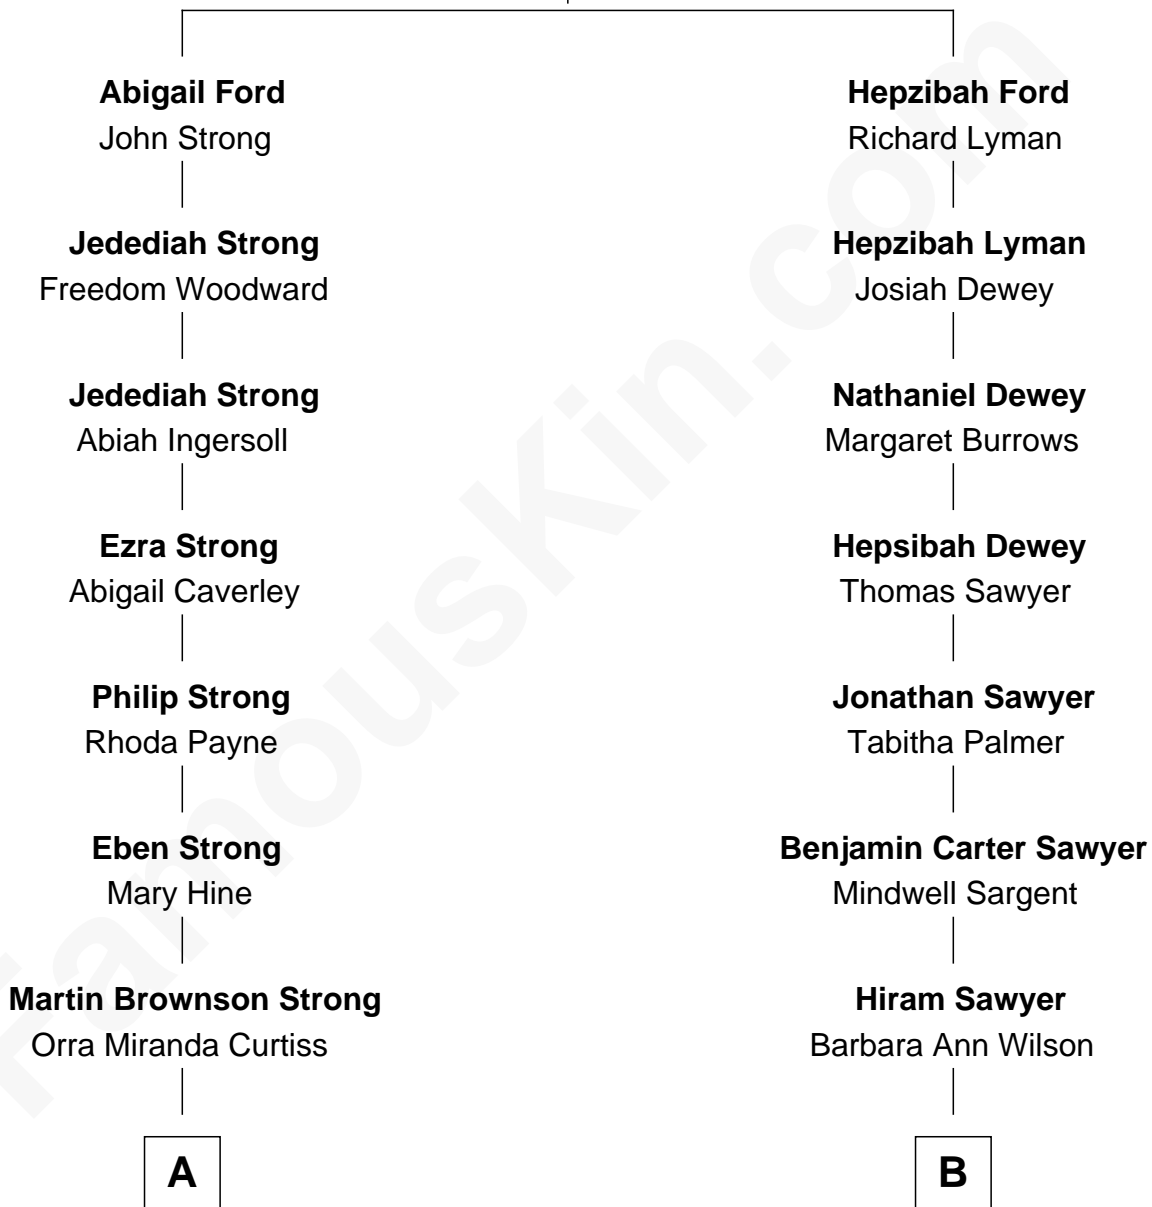 Abigail Ford
John Strong
Hepzibah Ford
Richard Lyman
Jedediah Strong
Freedom Woodward
Hepzibah Lyman
Josiah Dewey
Jedediah Strong
Abiah Ingersoll
Nathaniel Dewey
Margaret Burrows
Ezra Strong
Abigail Caverley
Hepsibah Dewey
Thomas Sawyer
Philip Strong
Rhoda Payne
Jonathan Sawyer
Tabitha Palmer
Eben Strong
Mary Hine
Benjamin Carter Sawyer
Mindwell Sargent
Martin Brownson Strong
Orra Miranda Curtiss
Hiram Sawyer
Barbara Ann Wilson
A
B
FamousKin.com